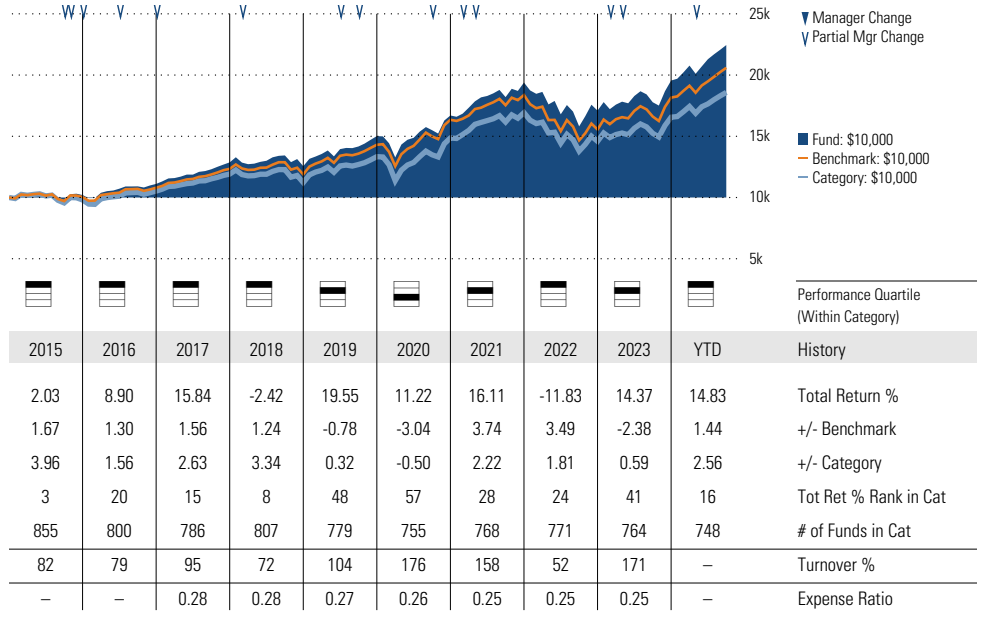 25k
▼ Manager Change
Partial Mgr Change
20k
15k
Fund: $10,000
Benchmark: $10,000
Category: $10,000
10k
5k
Performance Quartile
(Within Category)
2015 2016 2017 2018 2019 2020 2021 2022 2023 YTD History
2.03 8.90 15.84 -2.42 19.55 11.22 16.11 -11.83 14.37 14.83 Total Return %
1.67 1.30 1.56 1.24 -0.78 -3.04 3.74 3.49 -2.38 1.44 +/- Benchmark
3.96 1.56 2.63 3.34 0.32 -0.50 2.22 1.81 0.59 2.56 +/- Category
3 20 15 8 48 57 28 24 41 16 Tot Ret % Rank in Cat
855 800 786 807 779 755 768 771 764 748 # of Funds in Cat
82 79 95 72 104 176 158 52 171 – Turnover %
– – 0.28 0.28 0.27 0.26 0.25 0.25 0.25 – Expense Ratio